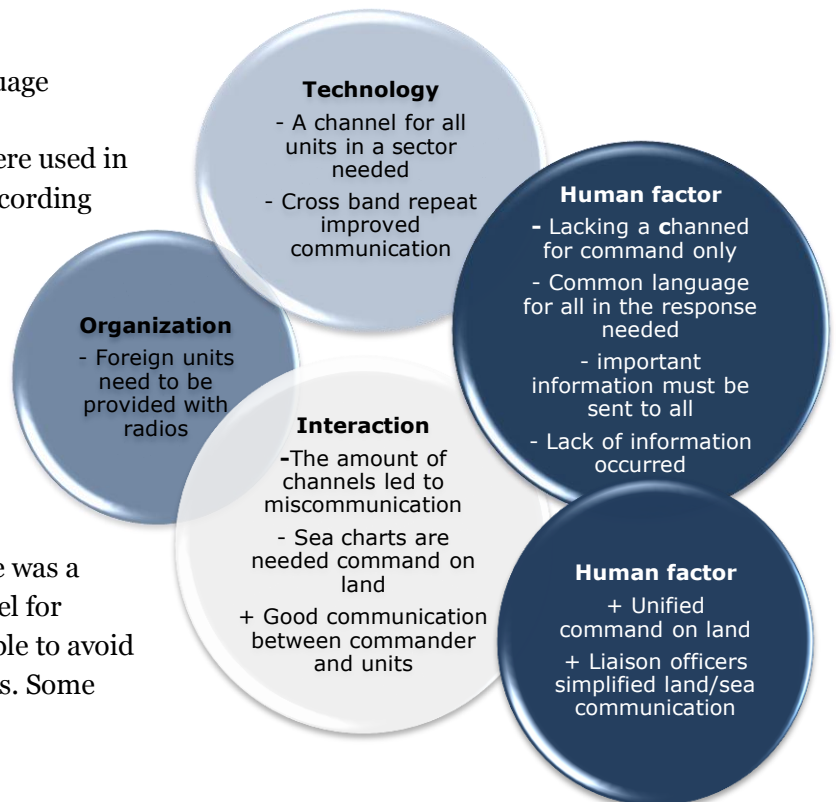 uage
ere used in
cording
e was a
el for
ole to avoid
s. Some
Technology
- A channel for all
units in a sector
needed
- Cross band repeat
improved
communication
Human factor
- Lacking a channed
for command only
- Common language
for all in the response
needed
- important
information must be
sent to all
- Lack of information
occurred
Organization
- Foreign units
need to be
provided with
radios
Interaction
-The amount of
channels led to
miscommunication
- Sea charts are
needed command on
land
+ Good communication
between commander
and units
Human factor
+ Unified
command on land
+ Liaison officers
simplified land/sea
communication